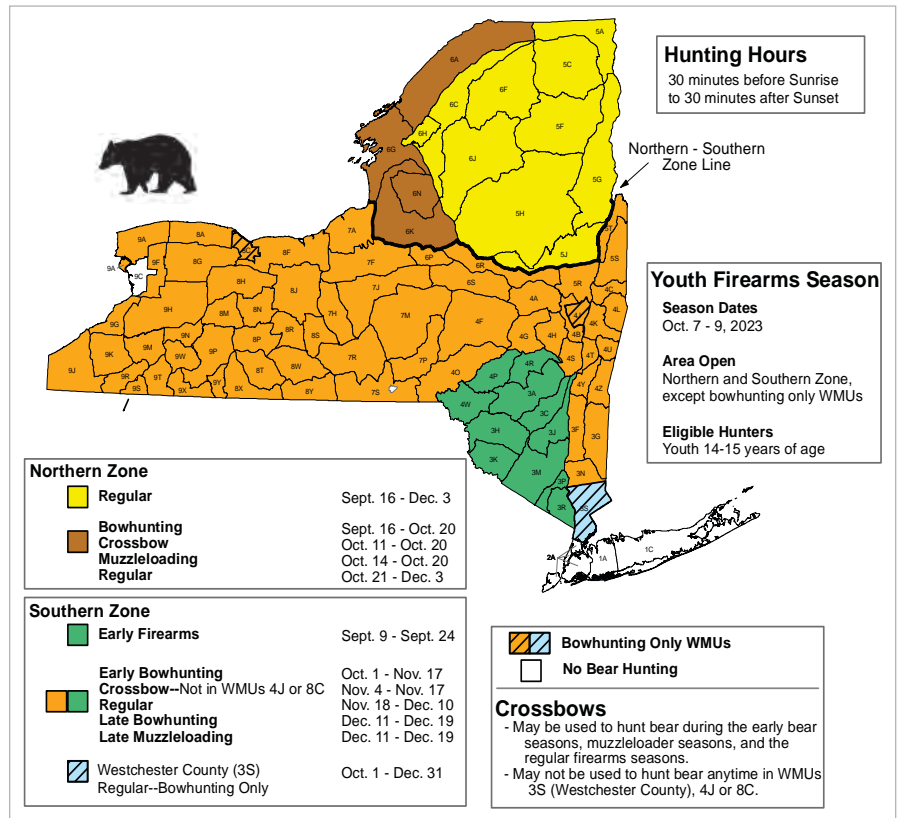 Hunting Hours
30 minutes before Sunrise
to 30 minutes after Sunset
Northern - Southern
Zone Line
5A
6A
5C
6F
6C
5F
6H
6G
6J
5G
6N
5H
6K
5J
5T
9A
8A
7A
8C
8F
6P
6R
5S
9A
9C
9F
8G
7F
6S
5R
8H
8J
7J
4A
4C
9H
8M
8N
7H
7M
4J
4L
9G
8R
8S
4F
4G
4H
4B
4K
9K
9M
9N
9W
9P
8P
7R
7P
4S
4T
4U
9J
9R
9S
9T
9X
9Y
8T
8X
8W
8Y
7S
4O
4P
4R
4Y
4Z
4W
3A
3C
3H
3J
3F
3G
3K
3M
3P
3N
3R
3S
2A
1A
1C
Youth Firearms Season
Season Dates
Oct. 7 - 9, 2023
Area Open
Northern and Southern Zone,
except bowhunting only WMUs
Eligible Hunters
Youth 14-15 years of age
Northern Zone
Regular Sept. 16 - Dec. 3
Bowhunting Sept. 16 - Oct. 20
Crossbow Oct. 11 - Oct. 20
Muzzleloading Oct. 14 - Oct. 20
Regular Oct. 21 - Dec. 3
Southern Zone
Early Firearms Sept. 9 - Sept. 24
Early Bowhunting Oct. 1 - Nov. 17
Crossbow--Not in WMUs 4J or 8C Nov. 4 - Nov. 17
Regular Nov. 18 - Dec. 10
Late Bowhunting Dec. 11 - Dec. 19
Late Muzzleloading Dec. 11 - Dec. 19
Westchester County (3S) Oct. 1 - Dec. 31
Regular--Bowhunting Only
Bowhunting Only WMUs
No Bear Hunting
Crossbows
- May be used to hunt bear during the early bear
seasons, muzzleloader seasons, and the
regular firearms seasons.
- May not be used to hunt bear anytime in WMUs
3S (Westchester County), 4J or 8C.